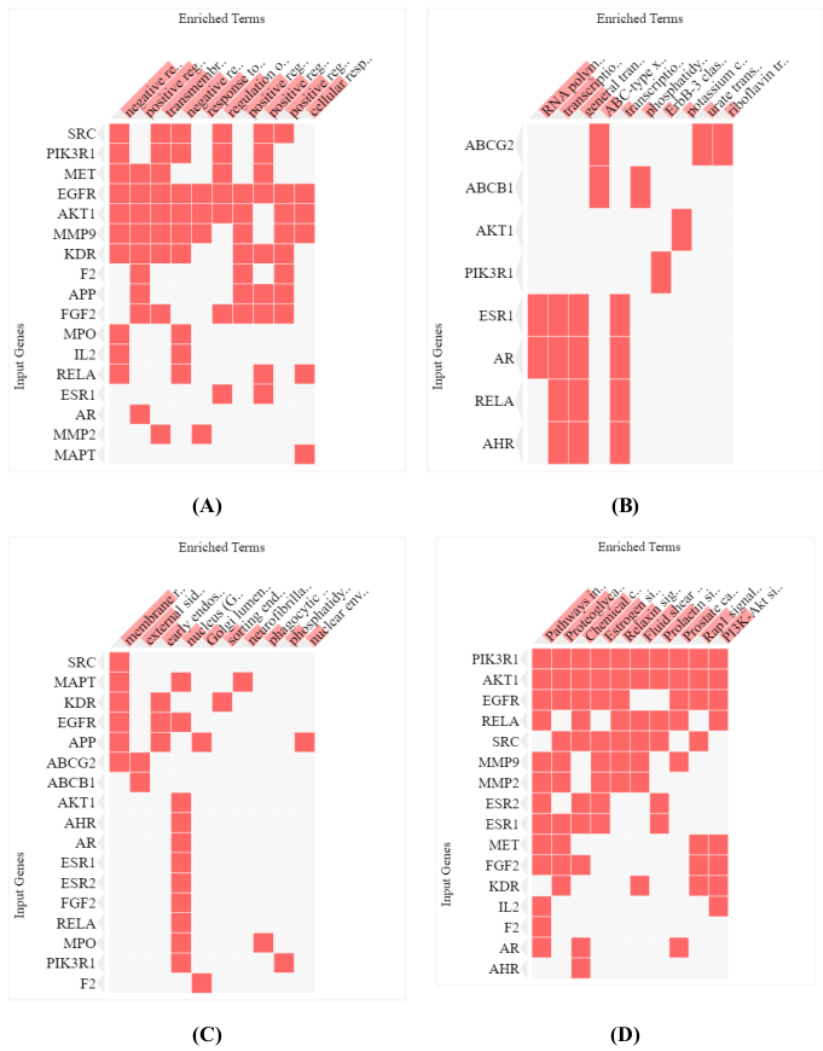 Enriched Terms
negative re..
positive reg..
transmembr..
negative re..
response to..
regulation o..
positive reg..
positive reg..
positive reg..
cellular resp..
Input Genes
SRC
PIK3R1
MET
EGFR
AKT1
MMP9
KDR
F2
APP
FGF2
MPO
IL2
RELA
ESR1
AR
MMP2
MAPT
(A)
Enriched Terms
RNA polym..
transcriptio..
general tran..
ABC-type x..
transcriptio..
phosphatidy..
ErbB-3 clas..
potassium c..
urate trans..
riboflavin tr..
Input Genes
ABCG2
ABCB1
AKT1
PIK3R1
ESR1
AR
RELA
AHR
(B)
Enriched Terms
membrane r..
external sid..
early endos..
nucleus (G..
Golgi lumen..
sorting end..
neurofibrilla..
phagocytic ..
phosphatidy..
nuclear env..
Input Genes
SRC
MAPT
KDR
EGFR
APP
ABCG2
ABCB1
AKT1
AHR
AR
ESR1
ESR2
FGF2
RELA
MPO
PIK3R1
F2
(C)
Enriched Terms
Pathways in..
Proteoglyca..
Chemical c..
Estrogen si..
Relaxin sig..
Fluid shear ..
Prolactin si..
Prostate ca..
Rap1 signal..
PI3K-Akt si..
Input Genes
PIK3R1
AKT1
EGFR
RELA
SRC
MMP9
MMP2
ESR2
ESR1
MET
FGF2
KDR
IL2
F2
AR
AHR
(D)